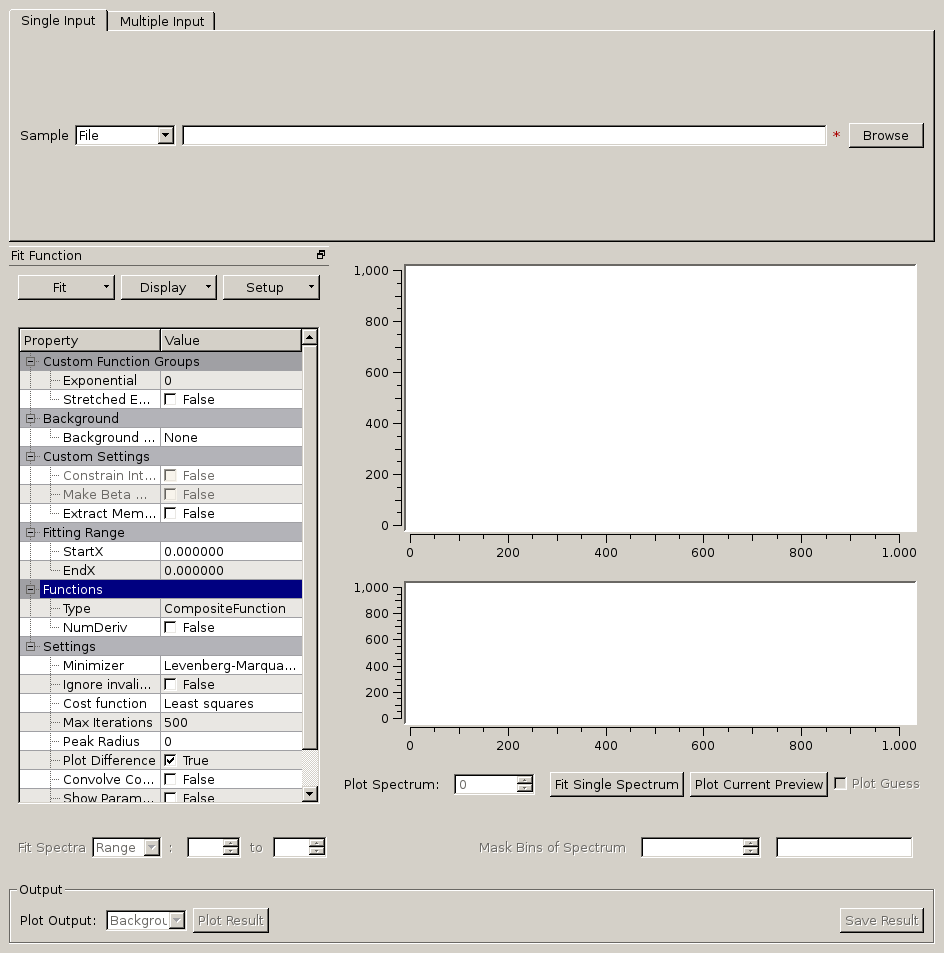 Single Input Multiple Input
Sample File * Browse
Fit Function
Fit Display Setup
Property Value
Custom Function Groups
Exponential 0
Stretched E... False
Background
Background ... None
Custom Settings
Constrain Int... False
Make Beta ... False
Extract Mem... False
Fitting Range
StartX 0.000000
EndX 0.000000
Functions
Type CompositeFunction
NumDeriv False
Settings
Minimizer Levenberg-Marqua...
Ignore invali... False
Cost function Least squares
Max Iterations 500
Peak Radius 0
Plot Difference True
Convolve Co... False
Show Param... False
1,000
800
600
400
200
0
0 200 400 600 800 1.000
1,000
800
600
400
200
0
0 200 400 600 800 1.000
Plot Spectrum: 0 Fit Single Spectrum Plot Current Preview Plot Guess
Fit Spectra Range : to Mask Bins of Spectrum
Output
Plot Output: Backgrou Plot Result Save Result